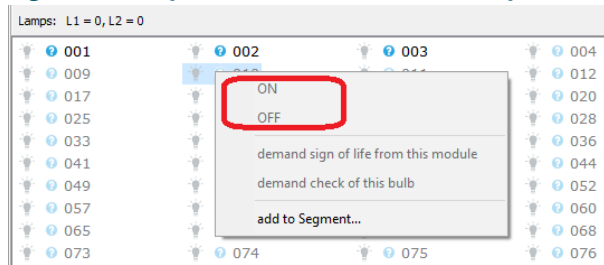 Lamps: L1 = 0, L2 = 0
001 002 003 004
009 012
017 020
025 028
033 036
041 044
049 052
057 060
065 068
073 074 075 076
ON
OFF
demand sign of life from this module
demand check of this bulb
add to Segment...